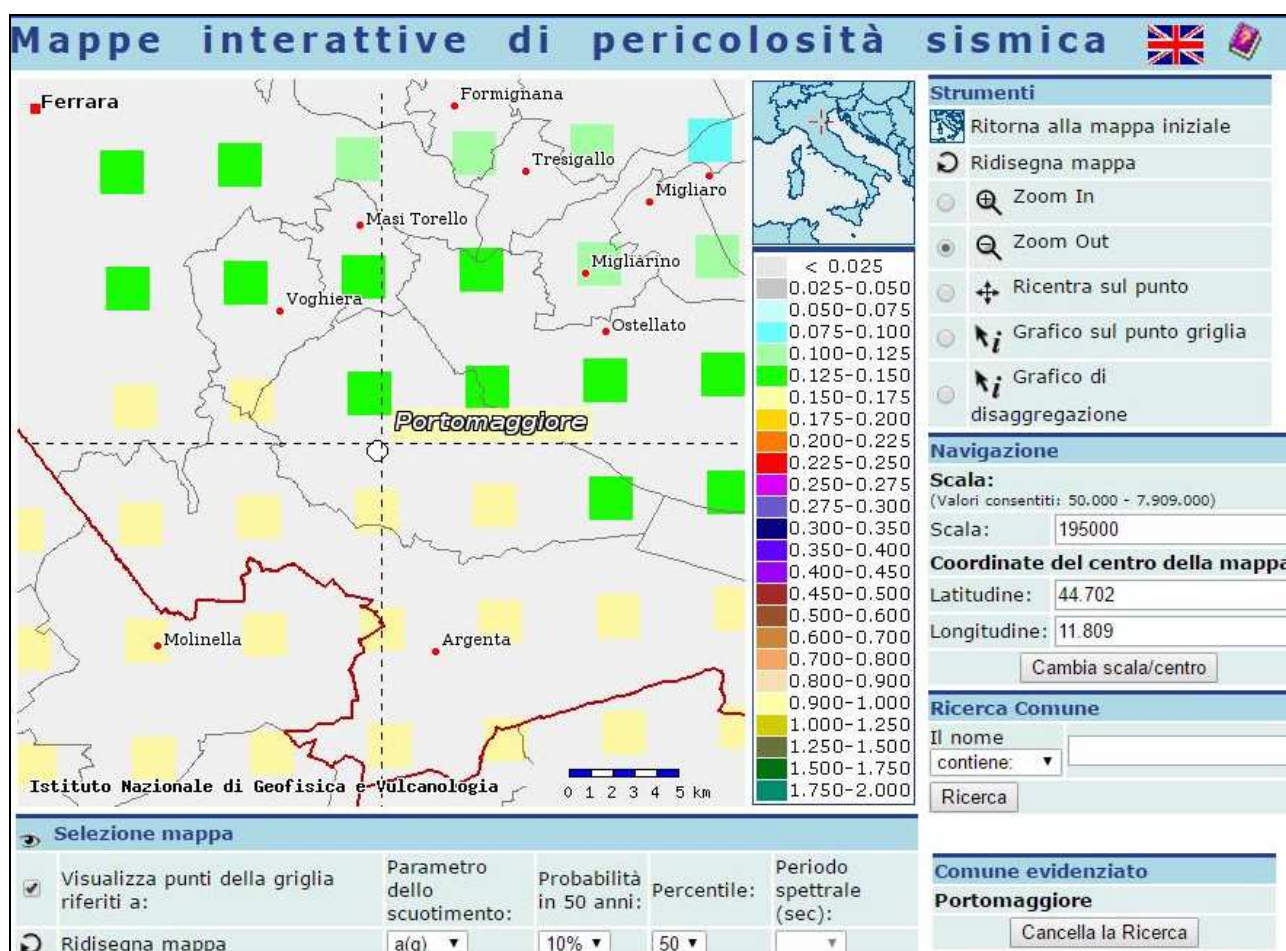 Mappe interattive di pericolosità sismica
Ferrara
Formignana
Tresigallo
Migliaro
Masi Torello
Migliarino
Voghiera
Ostellato
Portomaggiore
Molinella
Argenta
Istituto Nazionale di Geofisica e Vulcanologia
0 1 2 3 4 5 km
< 0.025
0.025-0.050
0.050-0.075
0.075-0.100
0.100-0.125
0.125-0.150
0.150-0.175
0.175-0.200
0.200-0.225
0.225-0.250
0.250-0.275
0.275-0.300
0.300-0.350
0.350-0.400
0.400-0.450
0.450-0.500
0.500-0.600
0.600-0.700
0.700-0.800
0.800-0.900
0.900-1.000
1.000-1.250
1.250-1.500
1.500-1.750
1.750-2.000
Strumenti
Ritorna alla mappa iniziale
Ridisegna mappa
Zoom In
Zoom Out
Ricentra sul punto
Grafico sul punto griglia
Grafico di
disaggregazione
Navigazione
Scala:
(Valori consentiti: 50.000 - 7.909.000)
Scala: 195000
Coordinate del centro della mappa
Latitudine: 44.702
Longitudine: 11.809
Cambia scala/centro
Ricerca Comune
Il nome
contiene:
Ricerca
Comune evidenziato
Portomaggiore
Cancella la Ricerca
Selezione mappa
Visualizza punti della griglia
riferiti a:
Parametro
dello
scuotimento:
Probabilità
in 50 anni:
Percentile:
Periodo
spettrale
(sec):
Ridisegna mappa
a(g)
10%
50